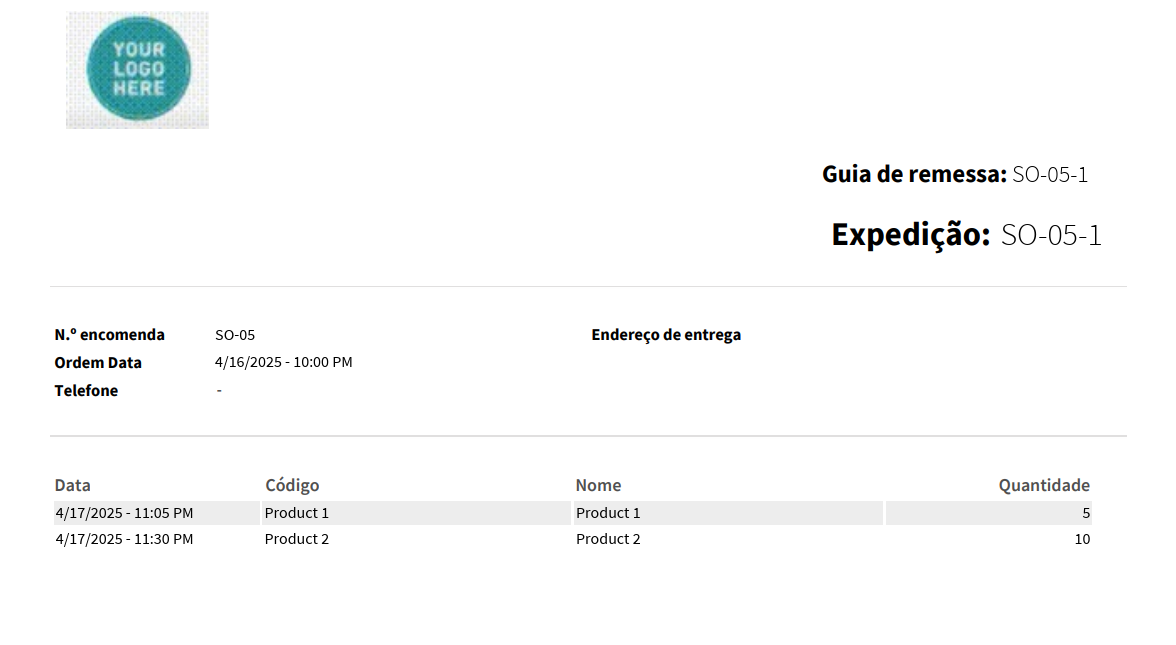 YOUR
LOGO
HERE
Guia de remessa: SO-05-1
Expedição: SO-05-1
N.º encomenda SO-05 Endereço de entrega
Ordem Data 4/16/2025 - 10:00 PM
Telefone -
Data Código Nome Quantidade
4/17/2025 - 11:05 PM Product 1 Product 1 5
4/17/2025 - 11:30 PM Product 2 Product 2 10